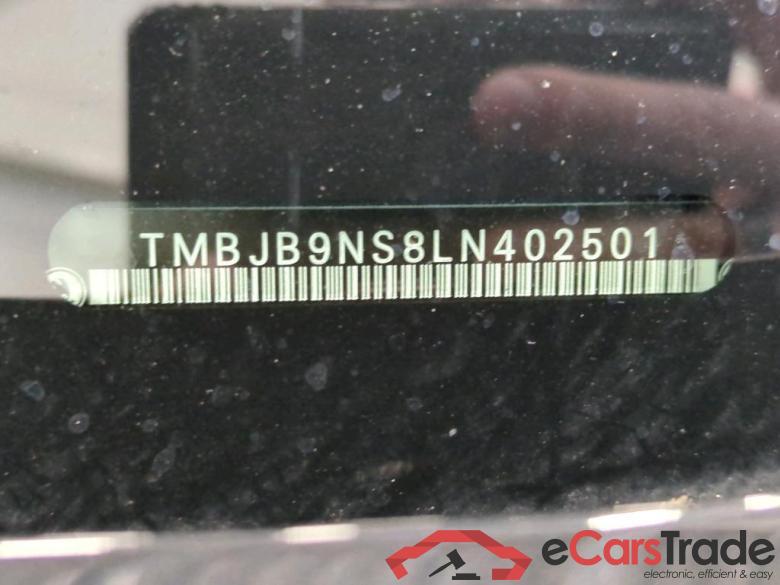 TMBJB9NS8LN402501
eCarsTrade
electronic, efficient & easy